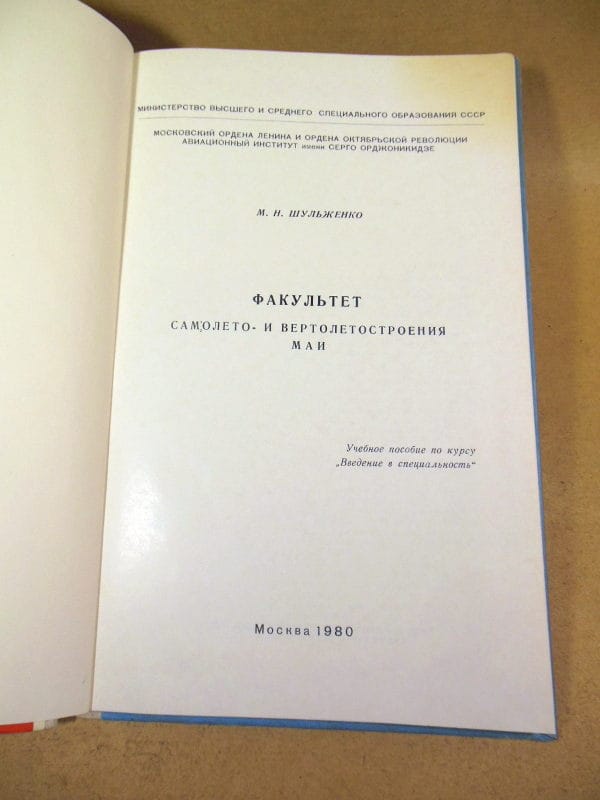 МИНИСТЕРСТВО ВЫСШЕГО И СРЕДНЕГО СПЕЦИАЛЬНОГО ОБРАЗОВАНИЯ СССР
МОСКОВСКИЙ ОРДЕНА ЛЕНИНА И ОРДЕНА ОКТЯБРЬСКОЙ РЕВОЛЮЦИИ
АВИАЦИОННЫЙ ИНСТИТУТ имени СЕРГО ОРДЖОНИКИДЗЕ
М. Н. ШУЛЬЖЕНКО
ФАКУЛЬТЕТ
САМОЛЕТО- И ВЕРТОЛЕТОСТРОЕНИЯ
МАИ
Учебное пособие по курсу
„Введение в специальность“
Москва 1980